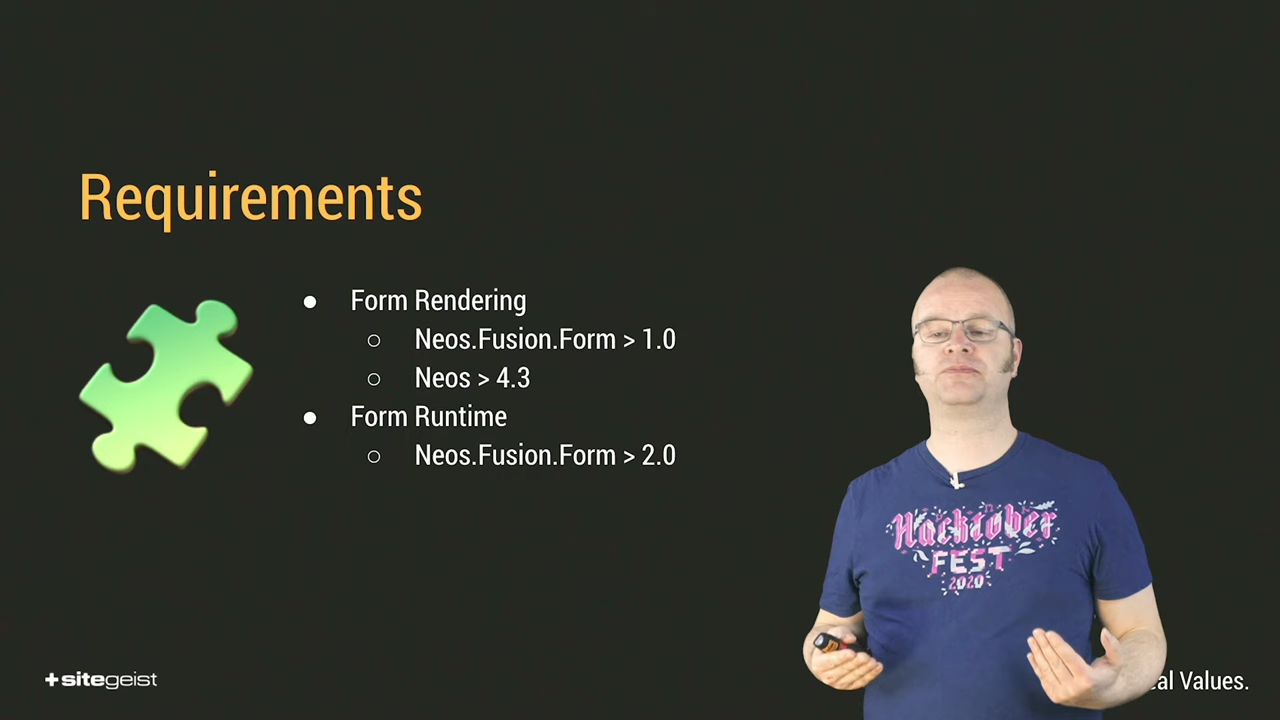 Requirements
● Form Rendering
○ Neos.Fusion.Form > 1.0
○ Neos > 4.3
● Form Runtime
○ Neos.Fusion.Form > 2.0
Hacktober
FEST
2020
+sitegeist
Values.